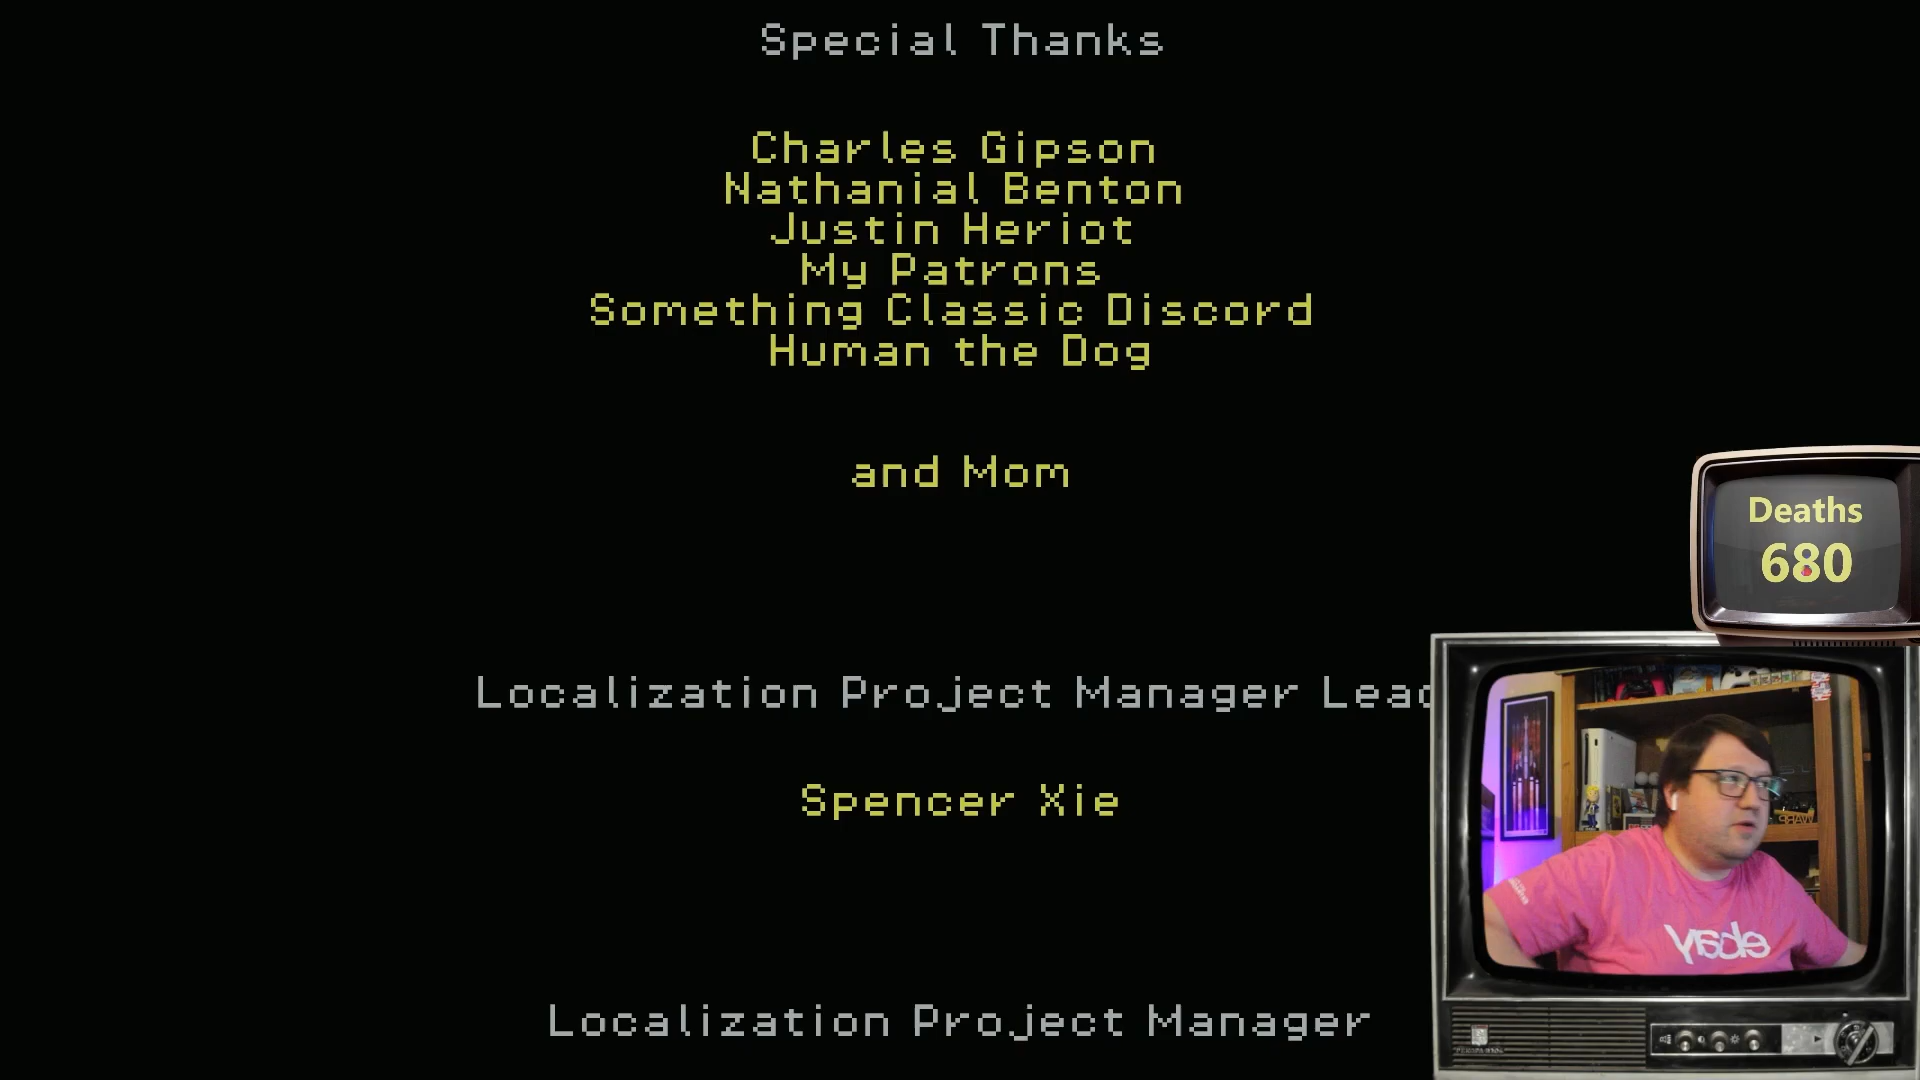 Special Thanks
Charles Gipson
Nathanial Benton
Justin Heriot
My Patrons
Something Classic Discord
Human the Dog
and Mom
Deaths
680
Localization Project Manager Lead
Spencer Xie
Localization Project Manager